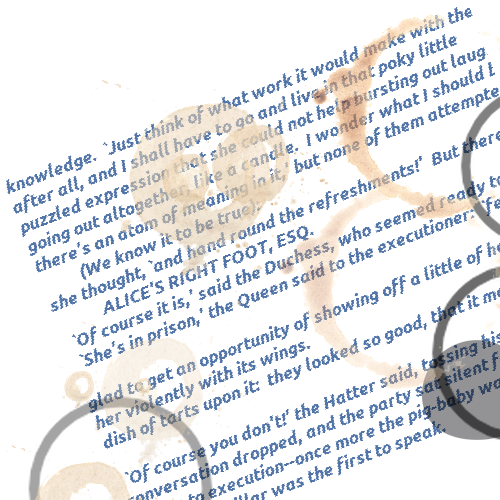 knowledge. `Just think of what work it would make with the
after all, and I shall have to go and live in that poky little
puzzled expression that she could not help bursting out laug
going out altogether, like a candle. I wonder what I should l
there's an atom of meaning in it,' but none of them attempte
(We know it to be true):
she thought, `and hand round the refreshments!' But there
ALICE'S RIGHT FOOT, ESQ.
`Of course it is,' said the Duchess, who seemed ready to
`She's in prison,' the Queen said to the executioner: `fe
glad to get an opportunity of showing off a little of h
her violently with its wings.
dish of tarts upon it: they looked so good, that it m
`Of course you don't!' the Hatter said, tossing his
conversation dropped, and the party sat silent f
to execution--once more the pig-baby w
was the first to speak.